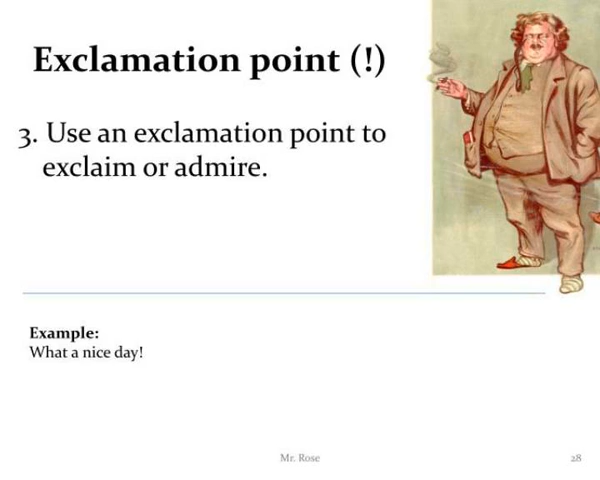 Exclamation point (!)
3. Use an exclamation point to
exclaim or admire.
Example:
What a nice day!
Mr. Rose
28